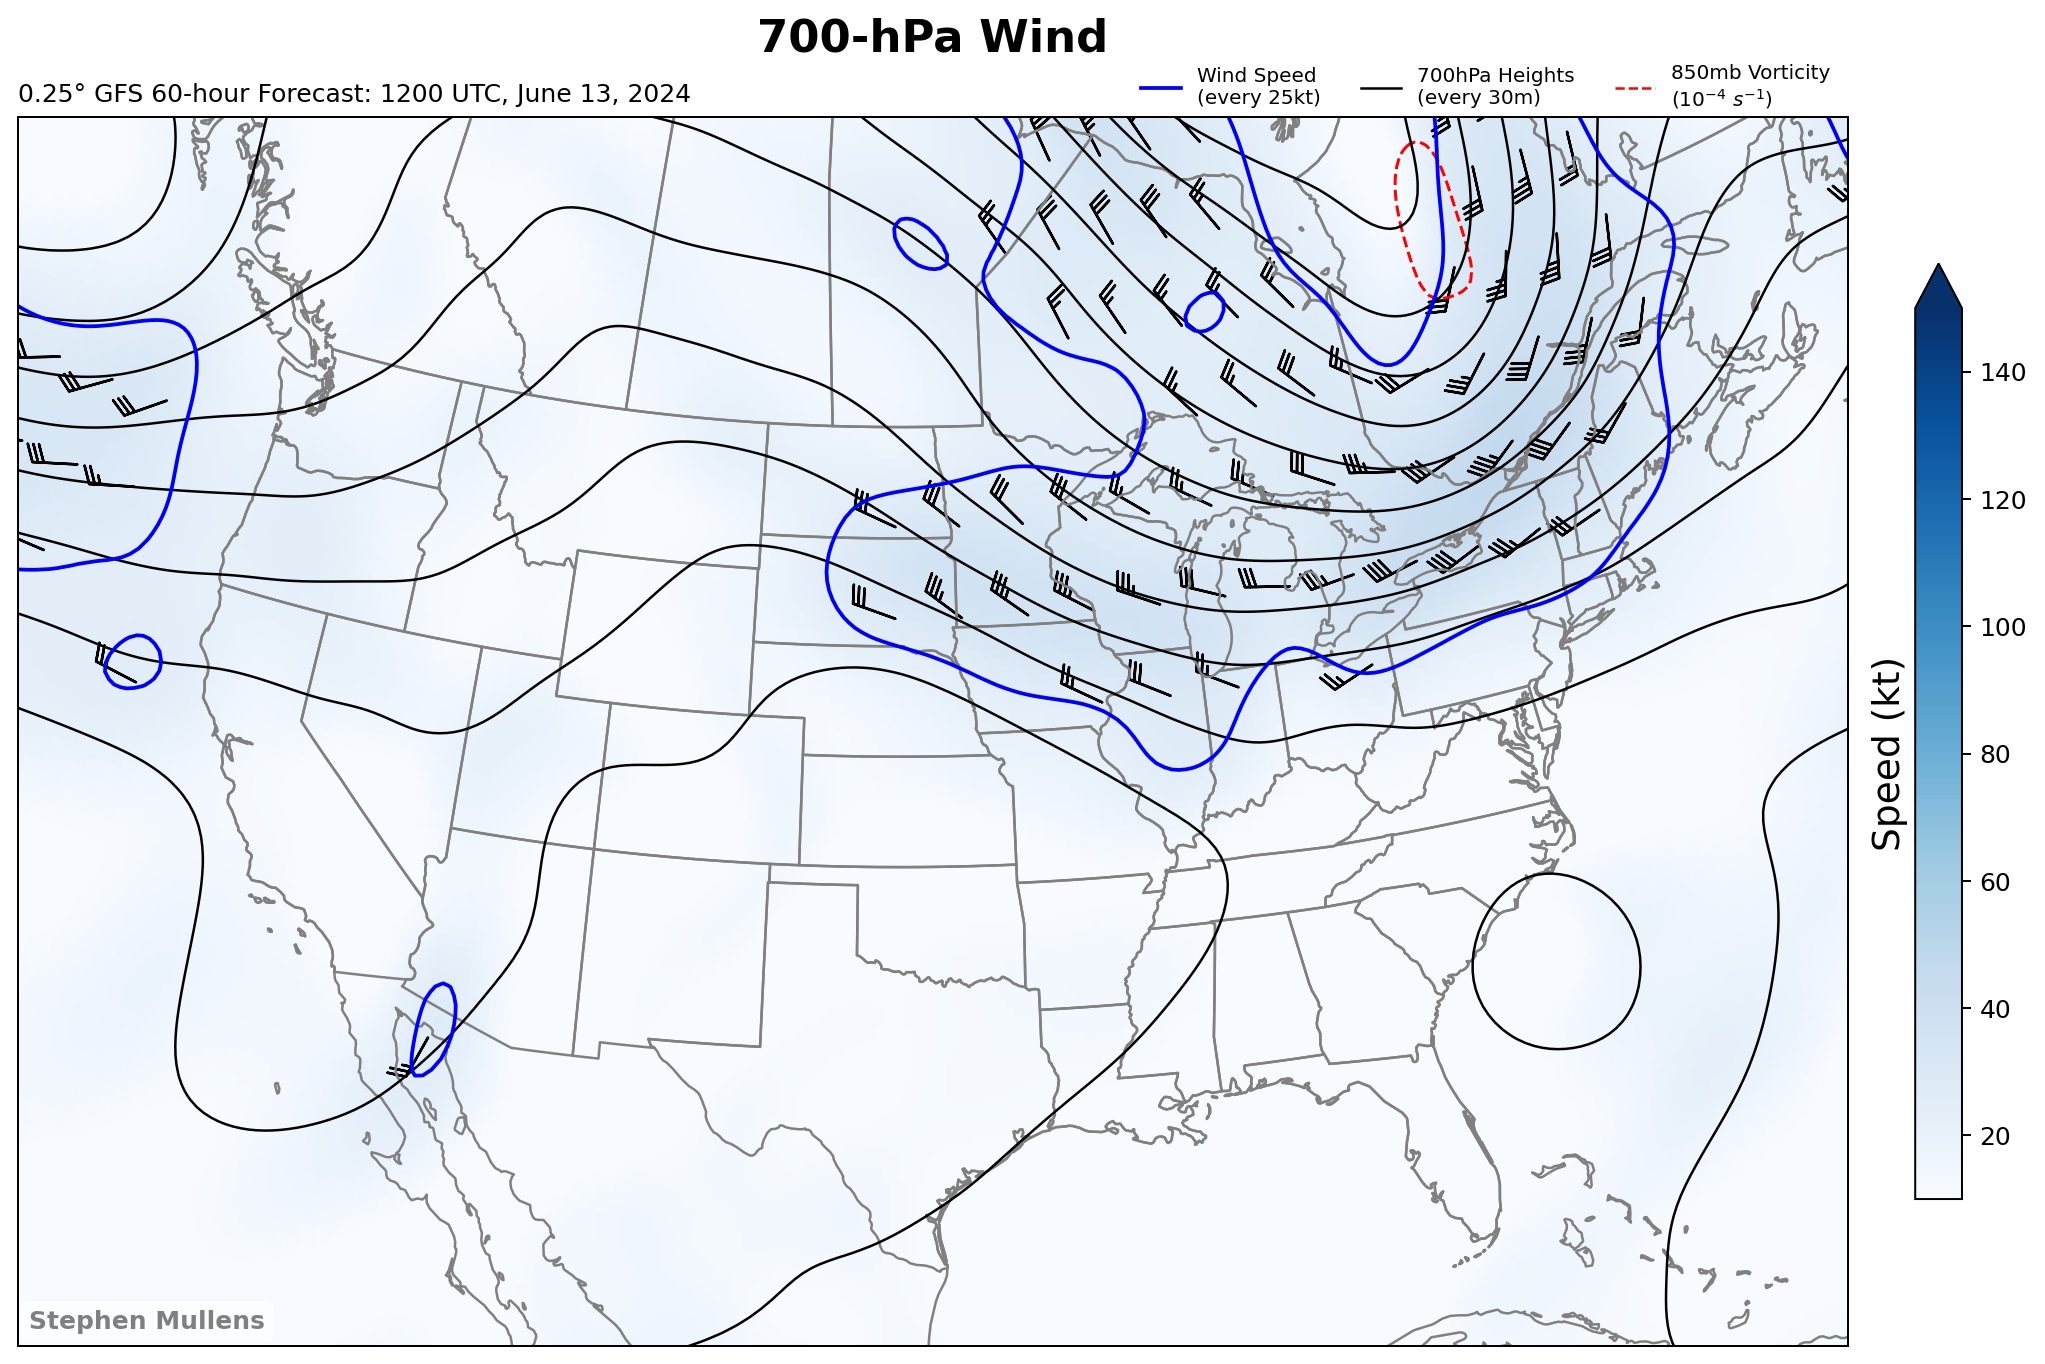 700-hPa Wind
0.25° GFS 60-hour Forecast: 1200 UTC, June 13, 2024
Wind Speed
(every 25kt)
700hPa Heights
(every 30m)
850mb Vorticity
(10⁻⁴ s⁻¹)
140
120
100
80
60
40
20
Speed (kt)
Stephen Mullens